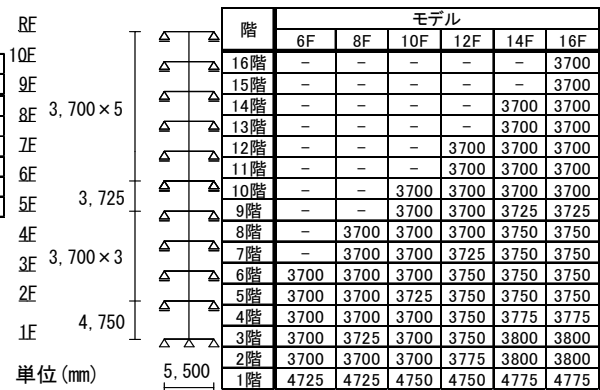 RF
10F
9F
8F
7F
6F
5F
4F
3F
2F
1F
3,700×5
3,725
3,700×3
4,750
単位(mm)
5,500
階 モデル
6F 8F 10F 12F 14F 16F
16階 − − − − − 3700
15階 − − − − − 3700
14階 − − − − 3700 3700
13階 − − − − 3700 3700
12階 − − − 3700 3700 3700
11階 − − − 3700 3700 3700
10階 − − 3700 3700 3700 3700
9階 − − 3700 3700 3725 3725
8階 − 3700 3700 3700 3750 3750
7階 − 3700 3700 3725 3750 3750
6階 3700 3700 3700 3750 3750 3750
5階 3700 3700 3725 3750 3750 3750
4階 3700 3700 3700 3750 3775 3775
3階 3700 3725 3700 3750 3800 3800
2階 3700 3700 3700 3775 3800 3800
1階 4725 4725 4750 4750 4775 4775